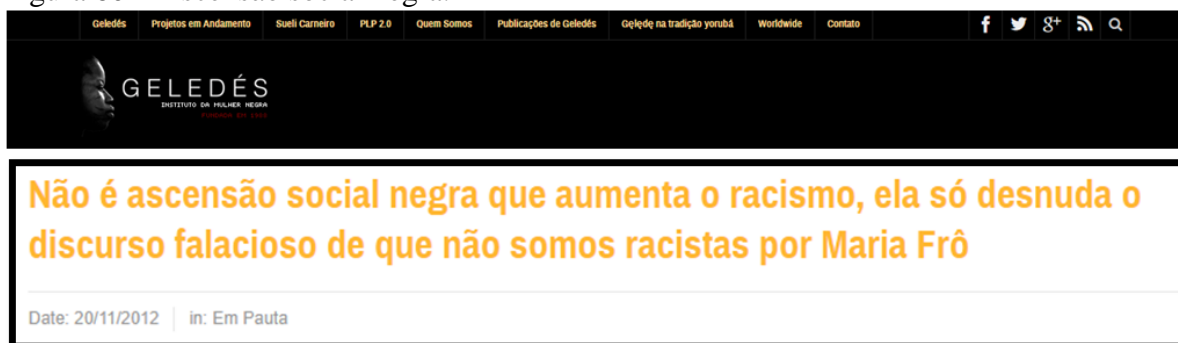 Geledés Projetos em Andamento Sueli Carneiro PLP 2.0 Quem Somos Publicações de Geledés Gęlędę na tradição yorubá Worldwide Contato
GELEDÉS
INSTITUTO DA MULHER NEGRA
Não é ascensão social negra que aumenta o racismo, ela só desnuda o
discurso falacioso de que não somos racistas por Maria Frô
Date: 20/11/2012 in: Em Pauta